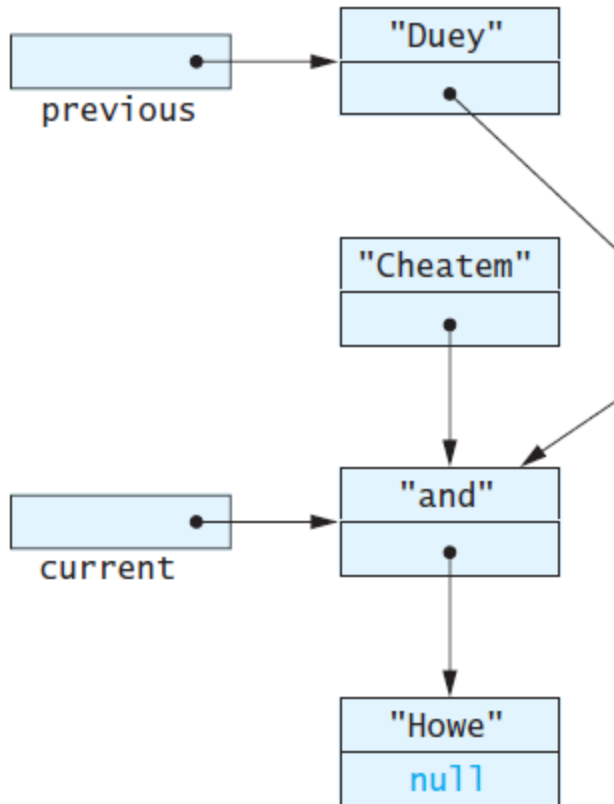 "Duey"
previous
"Cheatem"
"and"
current
"Howe"
null